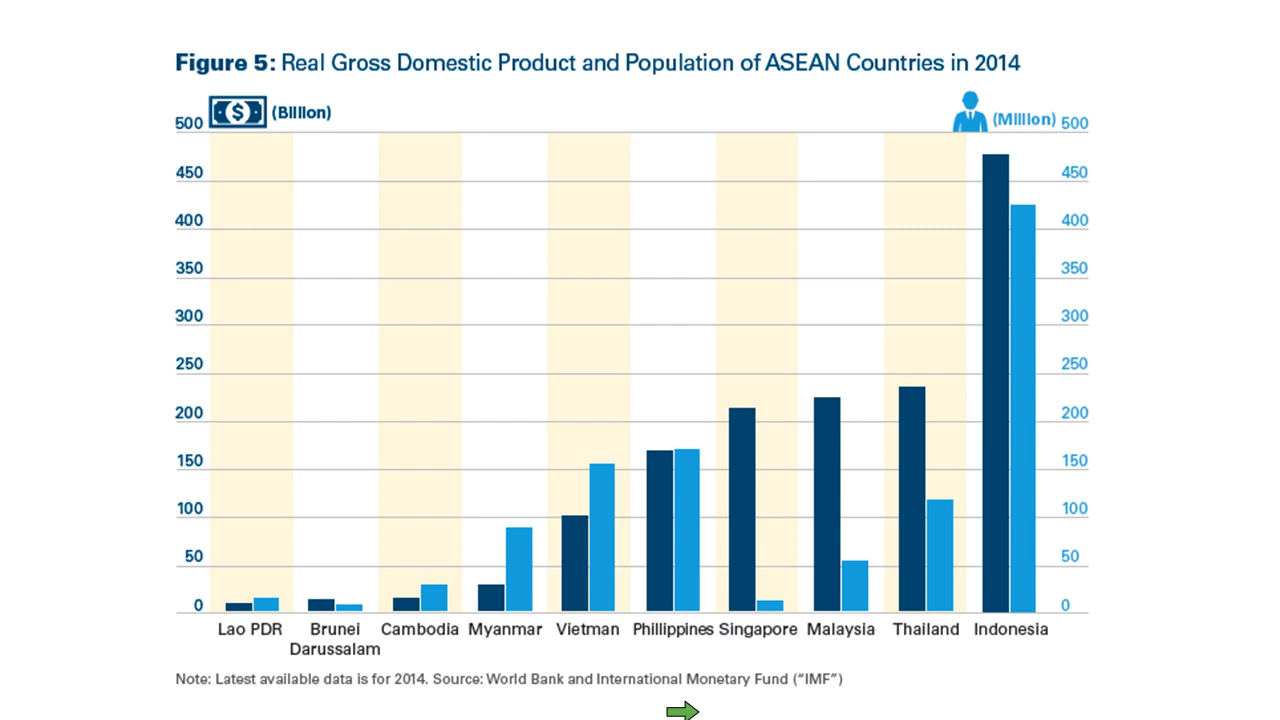 Figure 5: Real Gross Domestic Product and Population of ASEAN Countries in 2014
$ (Billion)
(Million)
500 500
450 450
400 400
350 350
300 300
250 250
200 200
150 150
100 100
50 50
0 0
Lao PDR Brunei Cambodia Myanmar Vietman Phillippines Singapore Malaysia Thailand Indonesia
Darussalam
Note: Latest available data is for 2014. Source: World Bank and International Monetary Fund (“IMF”)